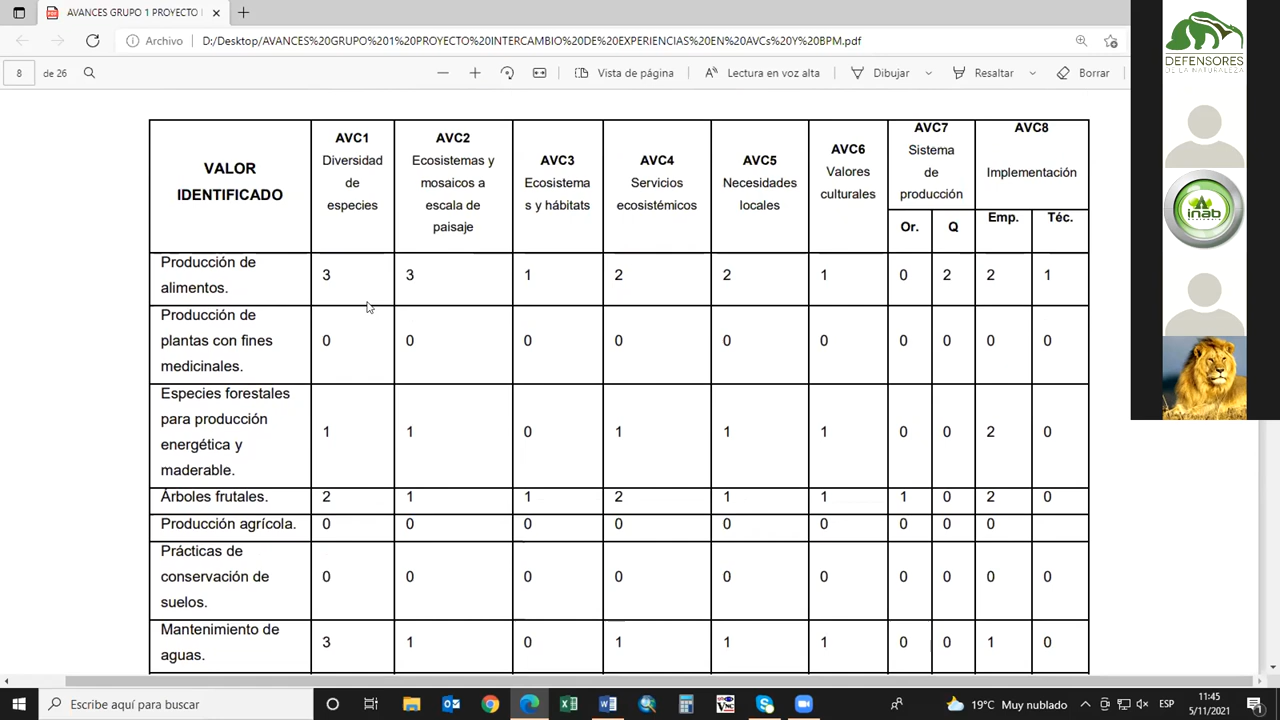 AVANCES GRUPO 1 PROYECTO
Archivo
D:/Desktop/AVANCES%20GRUPO%201%20PROYECTO%20INTERCAMBIO%20DE%20EXPERIENCIAS%20EN%20AVCs%20Y%20BPM.pdf
8 de 26
Vista de página
Lectura en voz alta
Dibujar
Resaltar
Borrar
DEFENSORES
DE LA NATURALEZA
inab
VALOR
IDENTIFICADO
AVC1
Diversidad
de
especies
AVC2
Ecosistemas y
mosaicos a
escala de
paisaje
AVC3
Ecosistema
s y hábitats
AVC4
Servicios
ecosistémicos
AVC5
Necesidades
locales
AVC6
Valores
culturales
AVC7
Sistema
de
producción
Or. Q
AVC8
Implementación
Emp. Téc.
Producción de
alimentos.
3 3 1 2 2 1 0 2 2 1
Producción de
plantas con fines
medicinales.
0 0 0 0 0 0 0 0 0 0
Especies forestales
para producción
energética y
maderable.
1 1 0 1 1 1 0 0 2 0
Árboles frutales. 2 1 1 2 1 1 1 0 2 0
Producción agrícola. 0 0 0 0 0 0 0 0 0
Prácticas de
conservación de
suelos.
0 0 0 0 0 0 0 0 0 0
Mantenimiento de
aguas.
3 1 0 1 1 1 0 0 1 0
Escribe aquí para buscar
19°C Muy nublado
ESP
11:45
5/11/2021